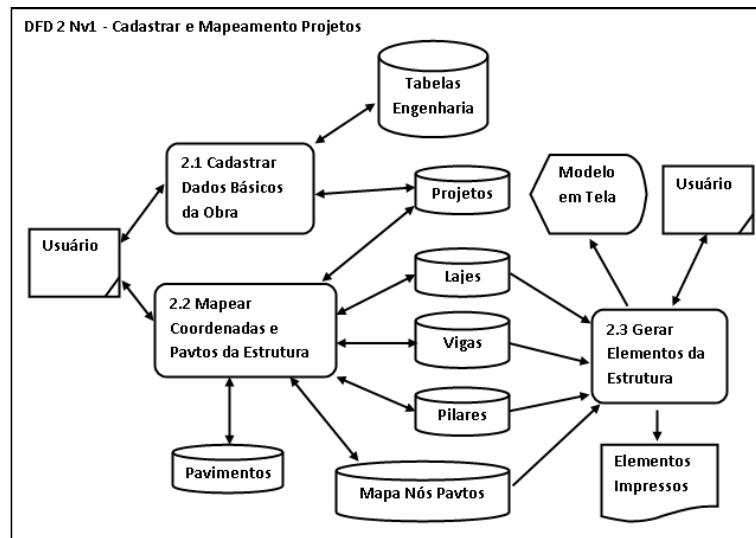 DFD 2 Nv1 - Cadastrar e Mapeamento Projetos
Tabelas
Engenharia
2.1 Cadastrar
Dados Básicos
da Obra
Modelo
em Tela
Usuário
Projetos
Usuário
Lajes
2.2 Mapear
Coordenadas e
Pavtos da Estrutura
Vigas
2.3 Gerar
Elementos da
Estrutura
Pilares
Pavimentos
Mapa Nós Pavtos
Elementos
Impressos